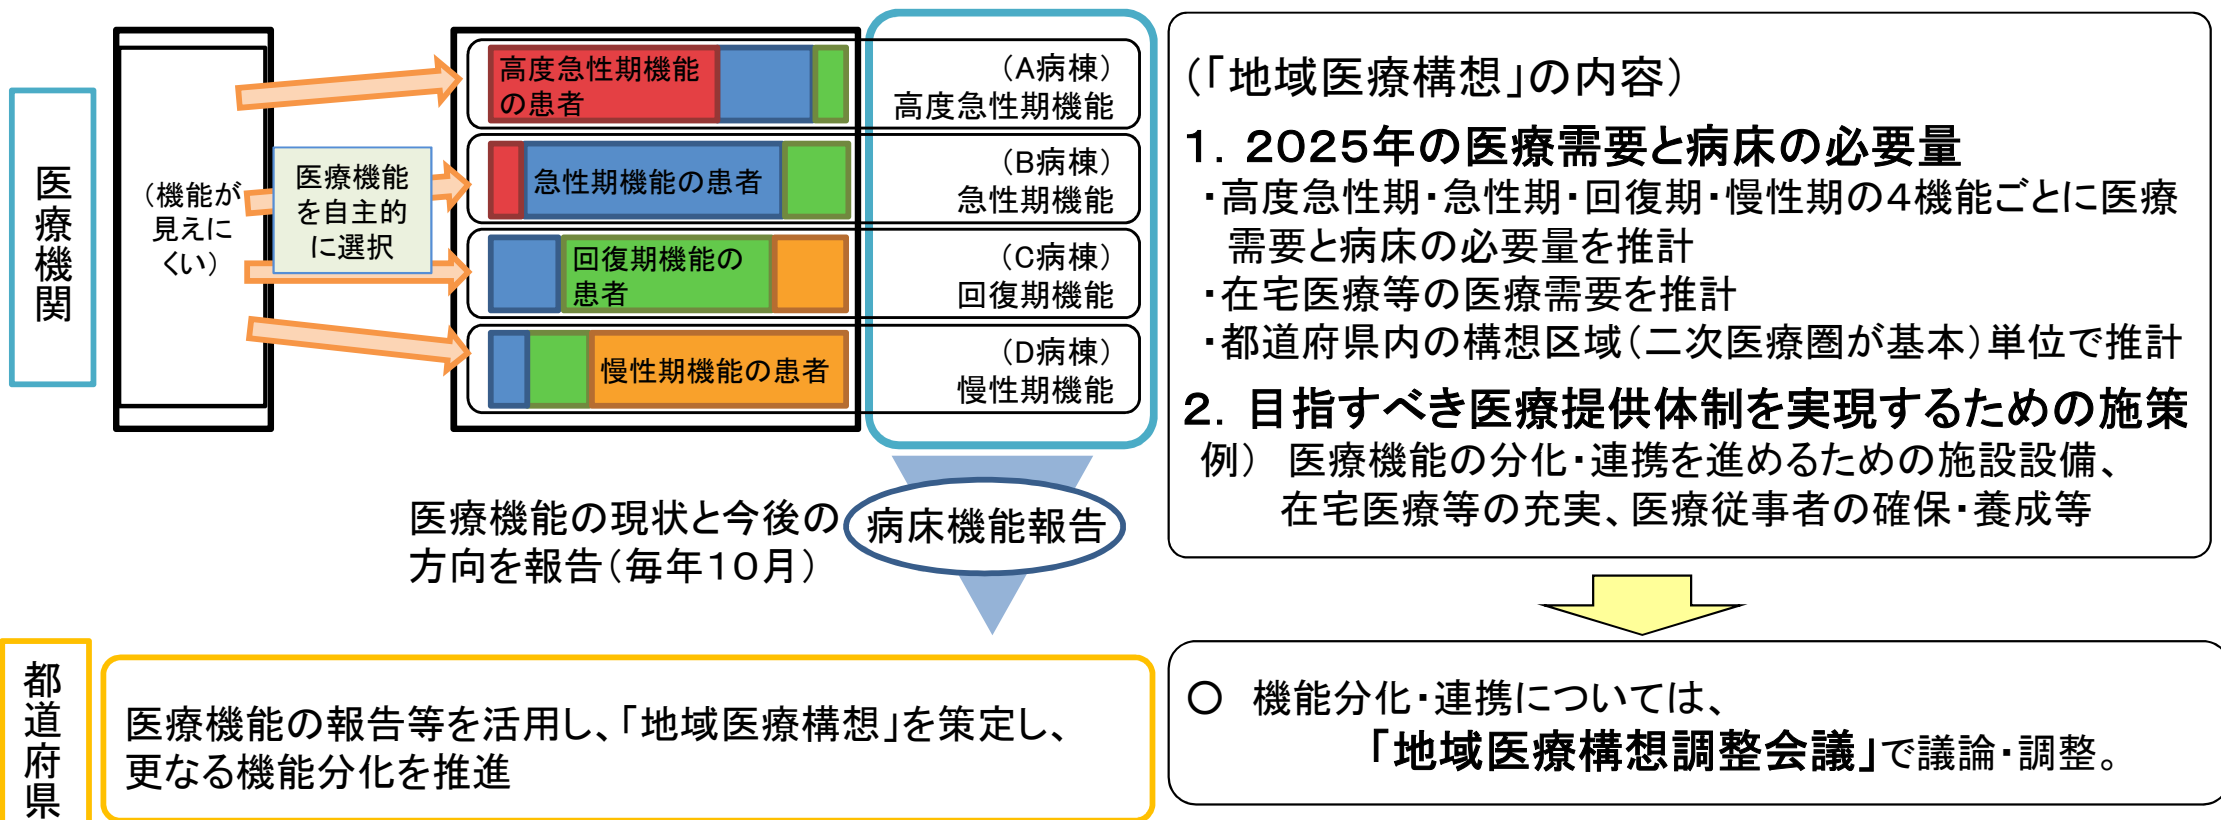 医療機関
(機能が
見えに
くい)
医療機能
を自主的
に選択
高度急性期機能
の患者
(A病棟)
高度急性期機能
急性期機能の患者
(B病棟)
急性期機能
回復期機能の
患者
(C病棟)
回復期機能
慢性期機能の患者
(D病棟)
慢性期機能
医療機能の現状と今後の
方向を報告(毎年10月)
病床機能報告
都道府県
医療機能の報告等を活用し、「地域医療構想」を策定し、
更なる機能分化を推進
(「地域医療構想」の内容)
1. 2025年の医療需要と病床の必要量
・高度急性期・急性期・回復期・慢性期の4機能ごとに医療
需要と病床の必要量を推計
・在宅医療等の医療需要を推計
・都道府県内の構想区域(二次医療圏が基本)単位で推計
2. 目指すべき医療提供体制を実現するための施策
例) 医療機能の分化・連携を進めるための施設設備、
在宅医療等の充実、医療従事者の確保・養成等
○ 機能分化・連携については、
「地域医療構想調整会議」で議論・調整。